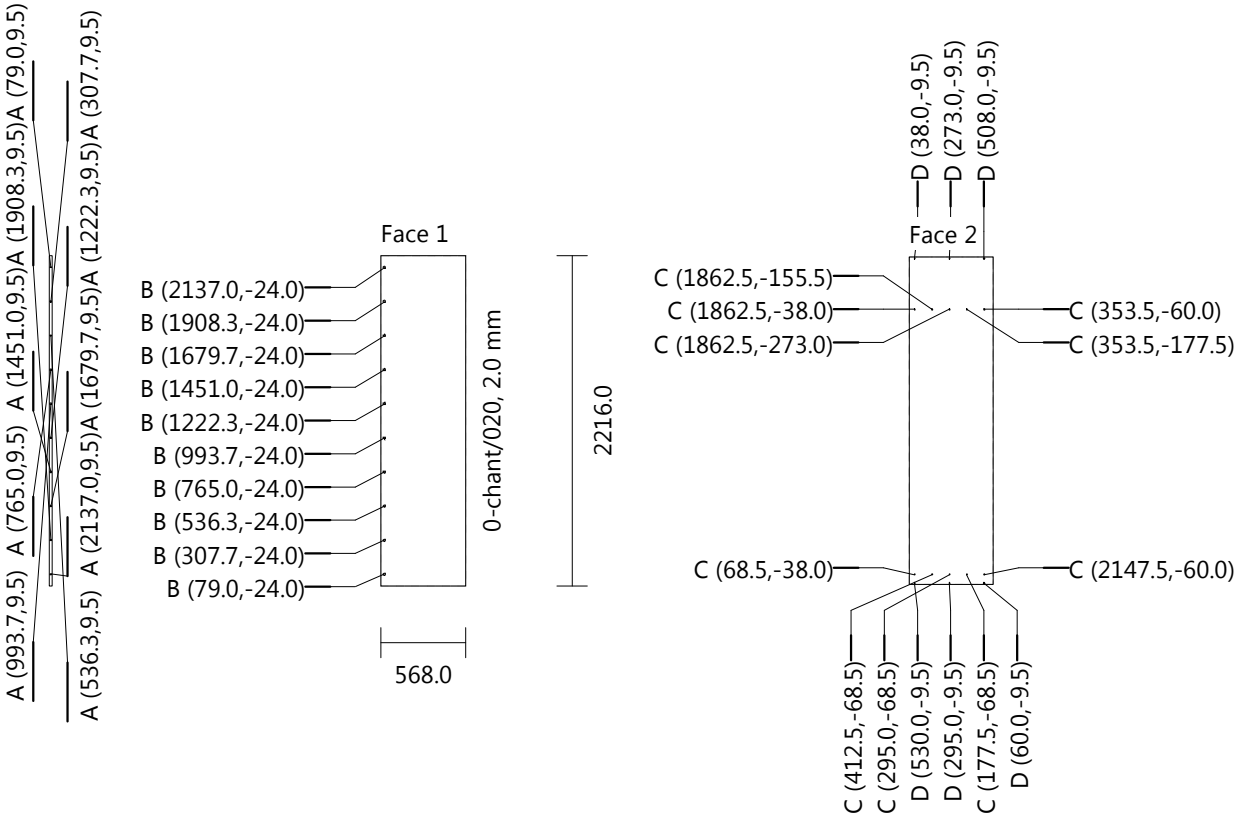 A (993.7,9.5) A (765.0,9.5) A (1451.0,9.5)A (1908.3,9.5)A (79.0,9.5)
A (536.3,9.5) A (2137.0,9.5)A (1679.7,9.5)A (1222.3,9.5)A (307.7,9.5)
Face 1
B (2137.0,-24.0)
B (1908.3,-24.0)
B (1679.7,-24.0)
B (1451.0,-24.0)
B (1222.3,-24.0)
B (993.7,-24.0)
B (765.0,-24.0)
B (536.3,-24.0)
B (307.7,-24.0)
B (79.0,-24.0)
0-chant/020, 2.0 mm
2216.0
568.0
D (38.0,-9.5)
D (273.0,-9.5)
D (508.0,-9.5)
Face 2
C (1862.5,-155.5)
C (1862.5,-38.0)
C (1862.5,-273.0)
C (353.5,-60.0)
C (353.5,-177.5)
C (68.5,-38.0)
C (2147.5,-60.0)
C (412.5,-68.5)
C (295.0,-68.5)
D (530.0,-9.5)
D (295.0,-9.5)
C (177.5,-68.5)
D (60.0,-9.5)